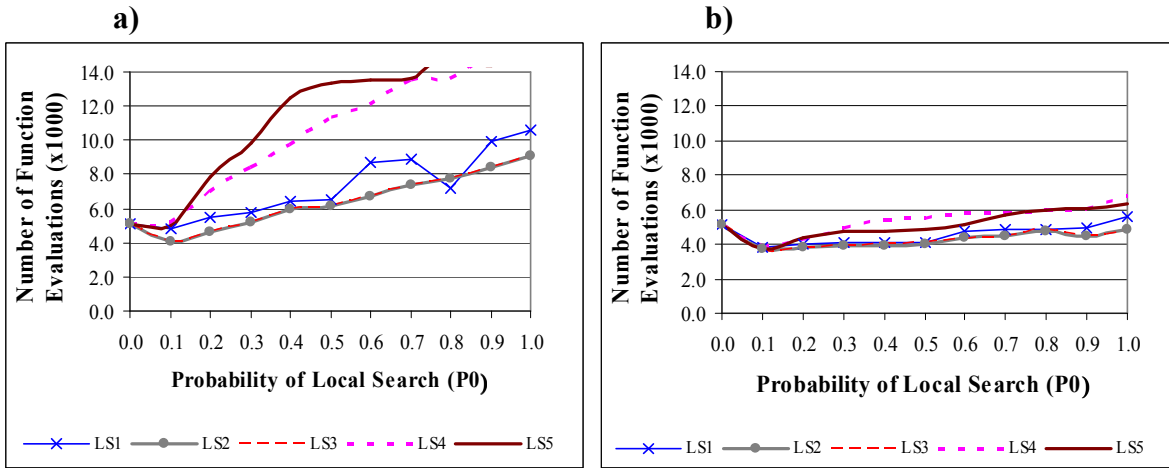 a)
Number of Function
Evaluations (x1000)
14.0
12.0
10.0
8.0
6.0
4.0
2.0
0.0
0.0 0.1 0.2 0.3 0.4 0.5 0.6 0.7 0.8 0.9 1.0
Probability of Local Search (P0)
LS1 LS2 LS3 LS4 LS5
b)
Number of Function
Evaluations (x1000)
14.0
12.0
10.0
8.0
6.0
4.0
2.0
0.0
0.0 0.1 0.2 0.3 0.4 0.5 0.6 0.7 0.8 0.9 1.0
Probability of Local Search (P0)
LS1 LS2 LS3 LS4 LS5